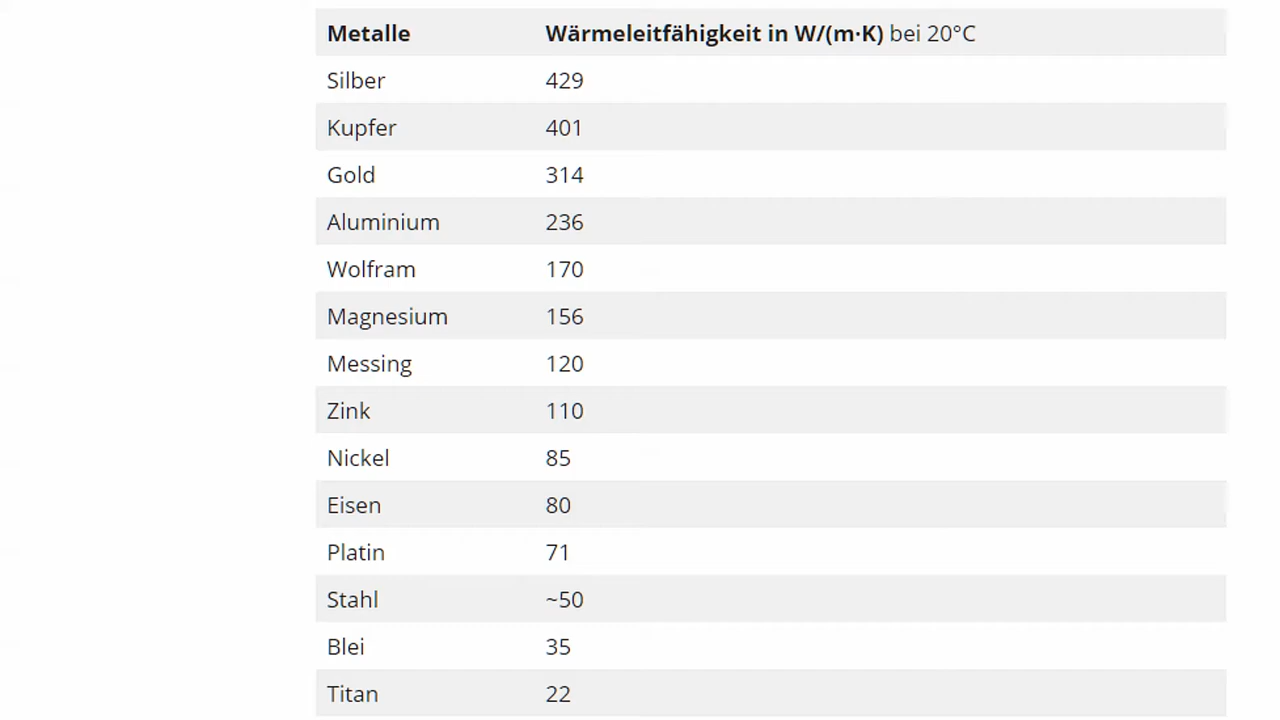 Metalle Wärmeleitfähigkeit in W/(m·K) bei 20°C
Silber 429
Kupfer 401
Gold 314
Aluminium 236
Wolfram 170
Magnesium 156
Messing 120
Zink 110
Nickel 85
Eisen 80
Platin 71
Stahl ~50
Blei 35
Titan 22